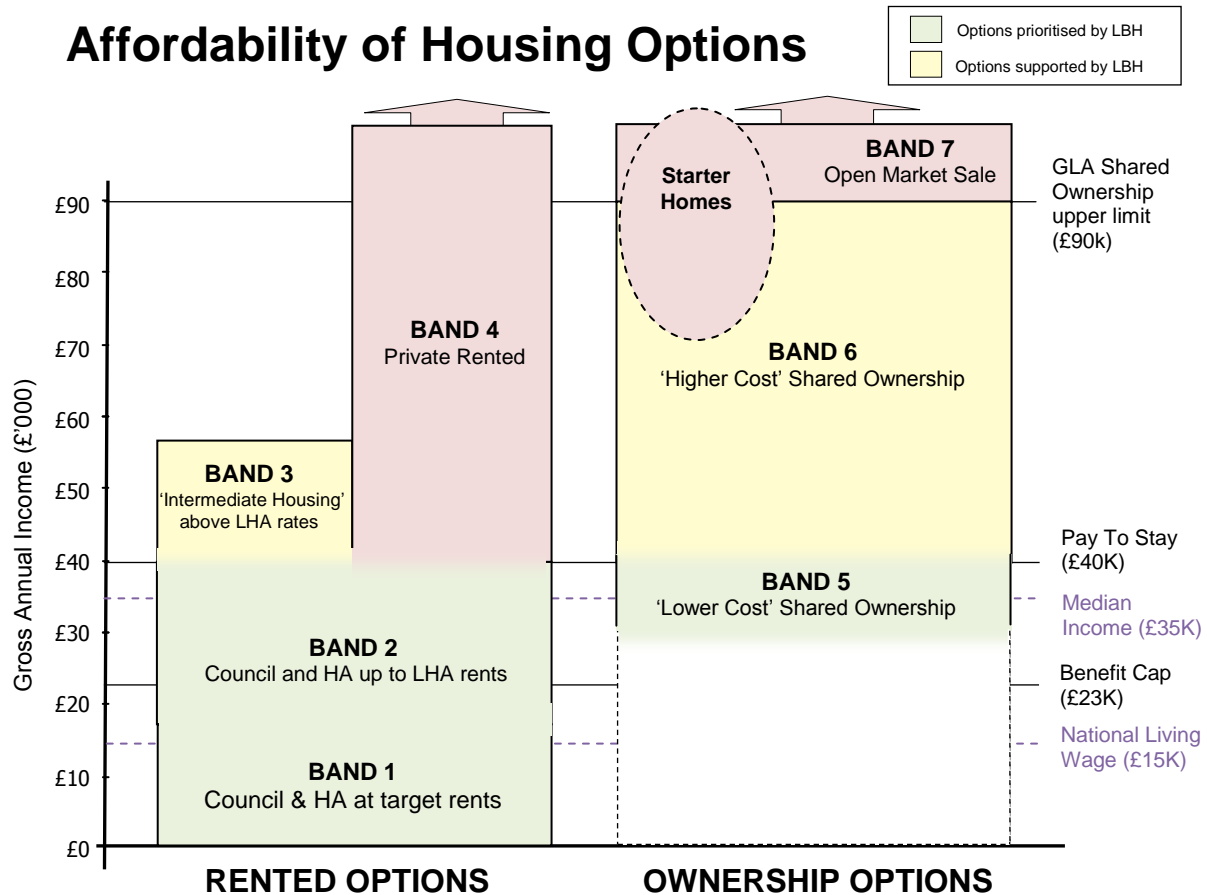 Affordability of Housing Options
Options prioritised by LBH
Options supported by LBH
Gross Annual Income (£'000)
£90
£80
£70
£60
£50
£40
£30
£20
£10
£0
BAND 4
Private Rented
BAND 3
‘Intermediate Housing’
above LHA rates
BAND 2
Council and HA up to LHA rents
BAND 1
Council & HA at target rents
RENTED OPTIONS
Starter
Homes
BAND 7
Open Market Sale
BAND 6
‘Higher Cost’ Shared Ownership
BAND 5
‘Lower Cost’ Shared Ownership
OWNERSHIP OPTIONS
GLA Shared
Ownership
upper limit
(£90k)
Pay To Stay
(£40K)
Median
Income (£35K)
Benefit Cap
(£23K)
National Living
Wage (£15K)